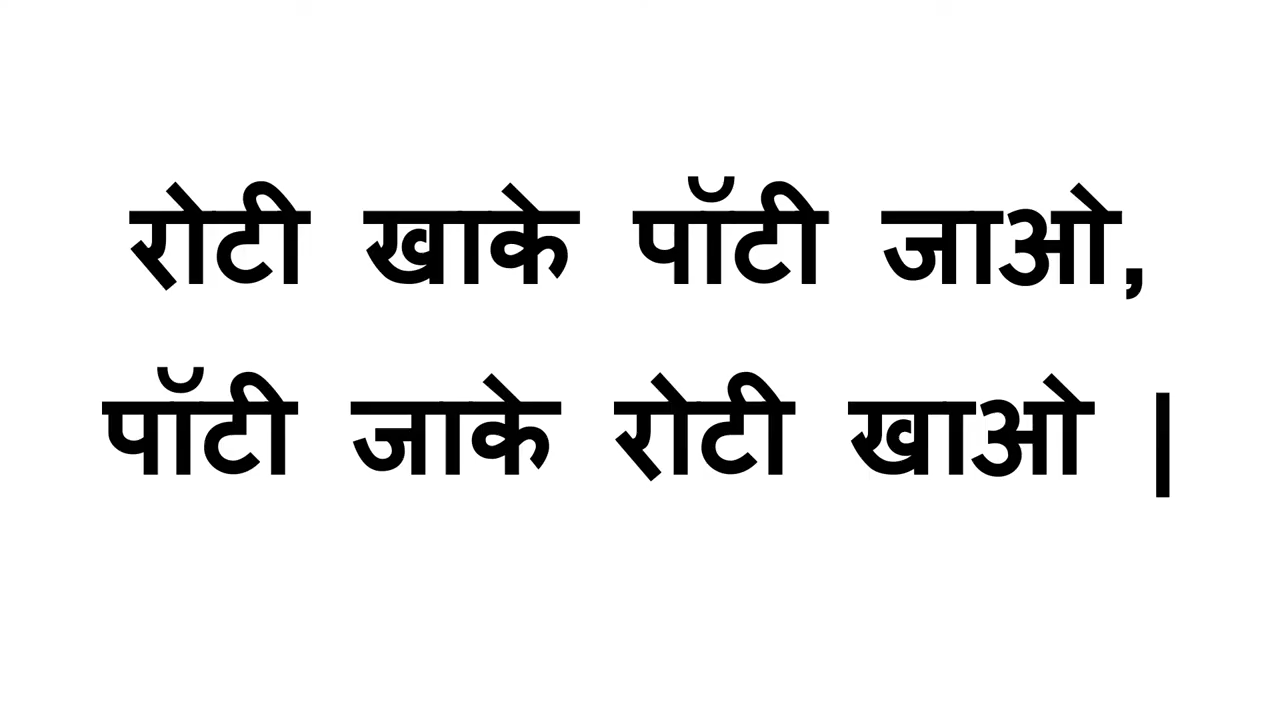 रोटी खाके पॉटी जाओ,
पॉटी जाके रोटी खाओ |